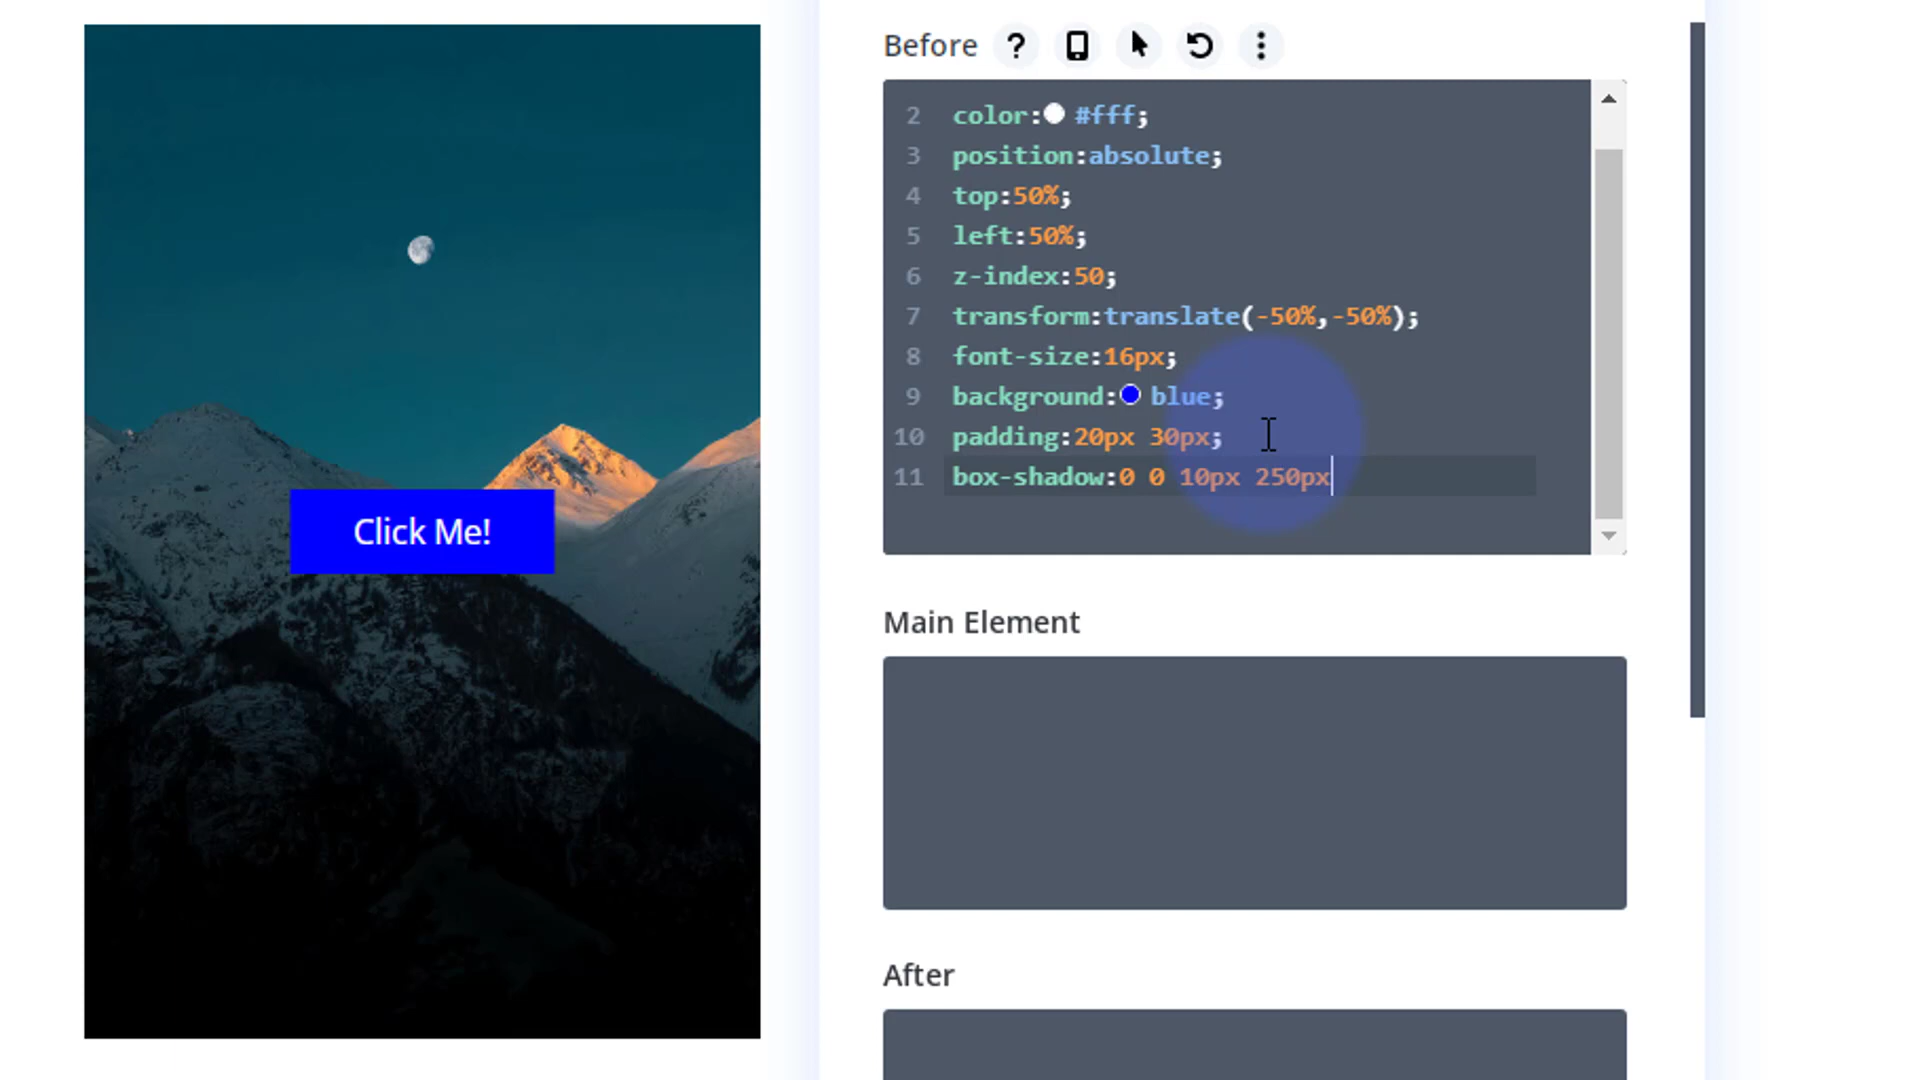 Before ?
2 color: #fff;
3 position:absolute;
4 top:50%;
5 left:50%;
6 z-index:50;
7 transform:translate(-50%,-50%);
8 font-size:16px;
9 background: blue;
10 padding:20px 30px;
11 box-shadow:0 0 10px 250px
Click Me!
Main Element
After